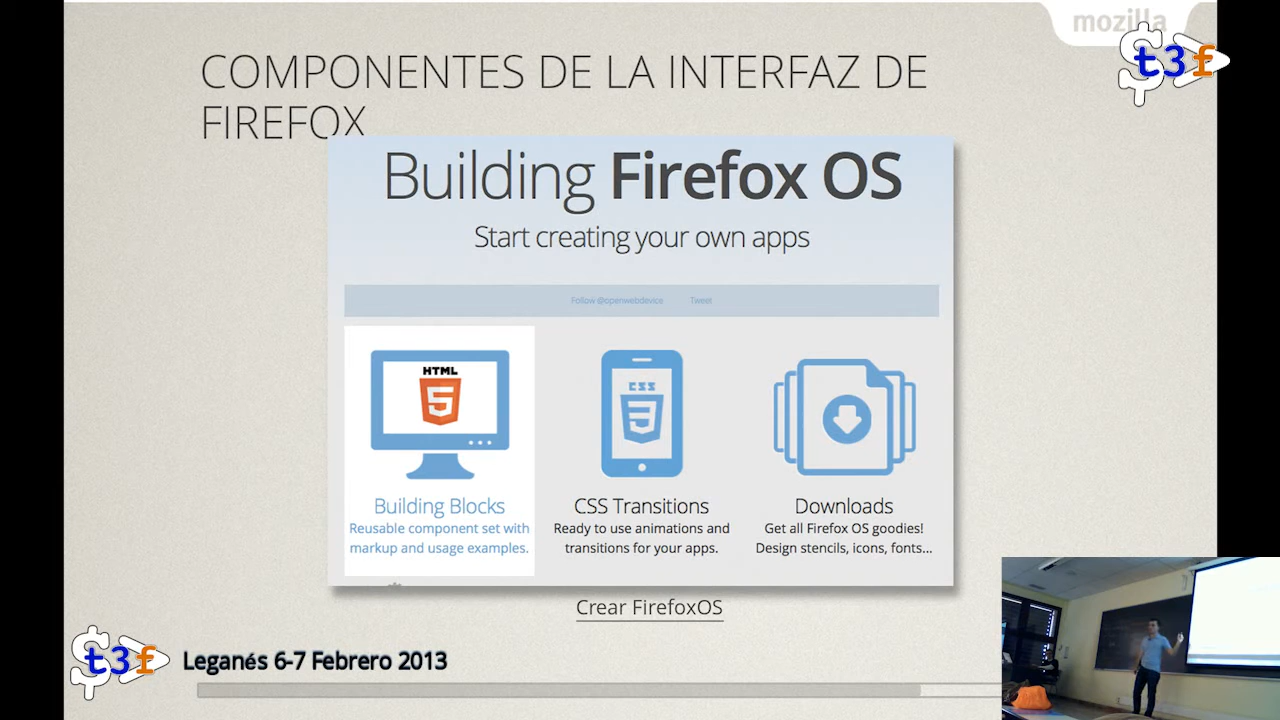 mozilla
t3f
COMPONENTES DE LA INTERFAZ DE
FIREFOX
Building Firefox OS
Start creating your own apps
Follow @openwebdevice Tweet
HTML
5
CSS
3
Building Blocks
Reusable component set with
markup and usage examples.
CSS Transitions
Ready to use animations and
transitions for your apps.
Downloads
Get all Firefox OS goodies!
Design stencils, icons, fonts...
Crear FirefoxOS
t3f
Leganés 6-7 Febrero 2013